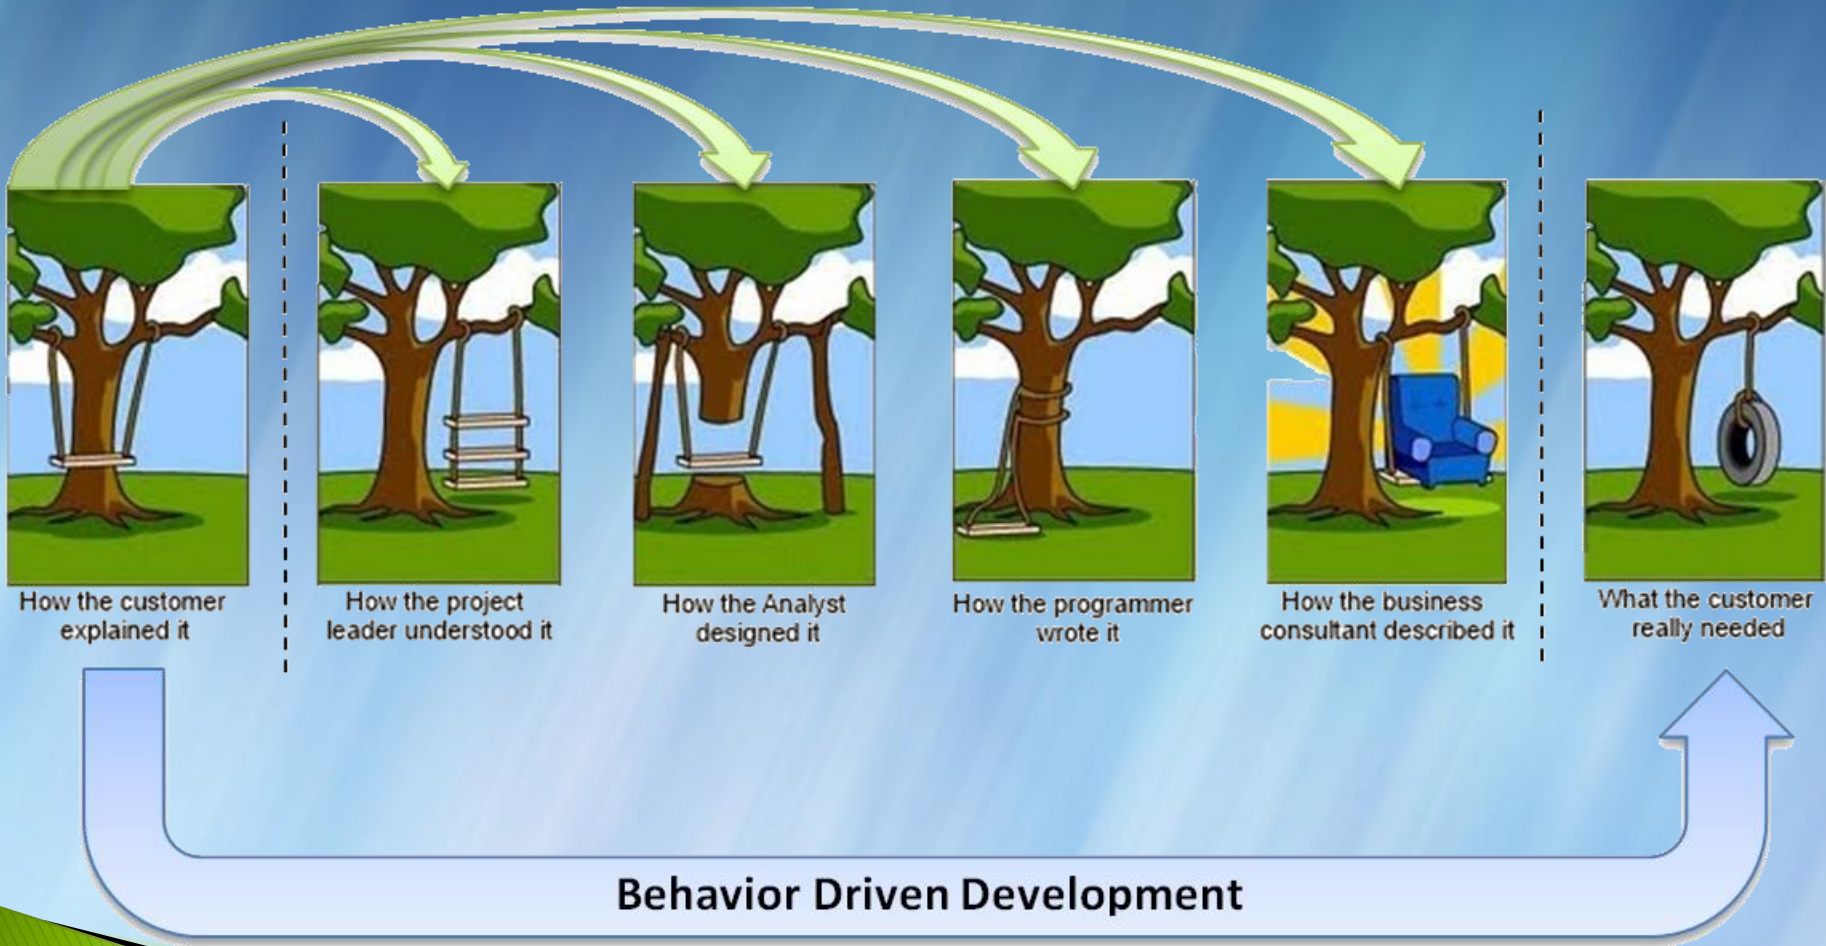 How the customer
explained it
How the project
leader understood it
How the Analyst
designed it
How the programmer
wrote it
How the business
consultant described it
What the customer
really needed
Behavior Driven Development